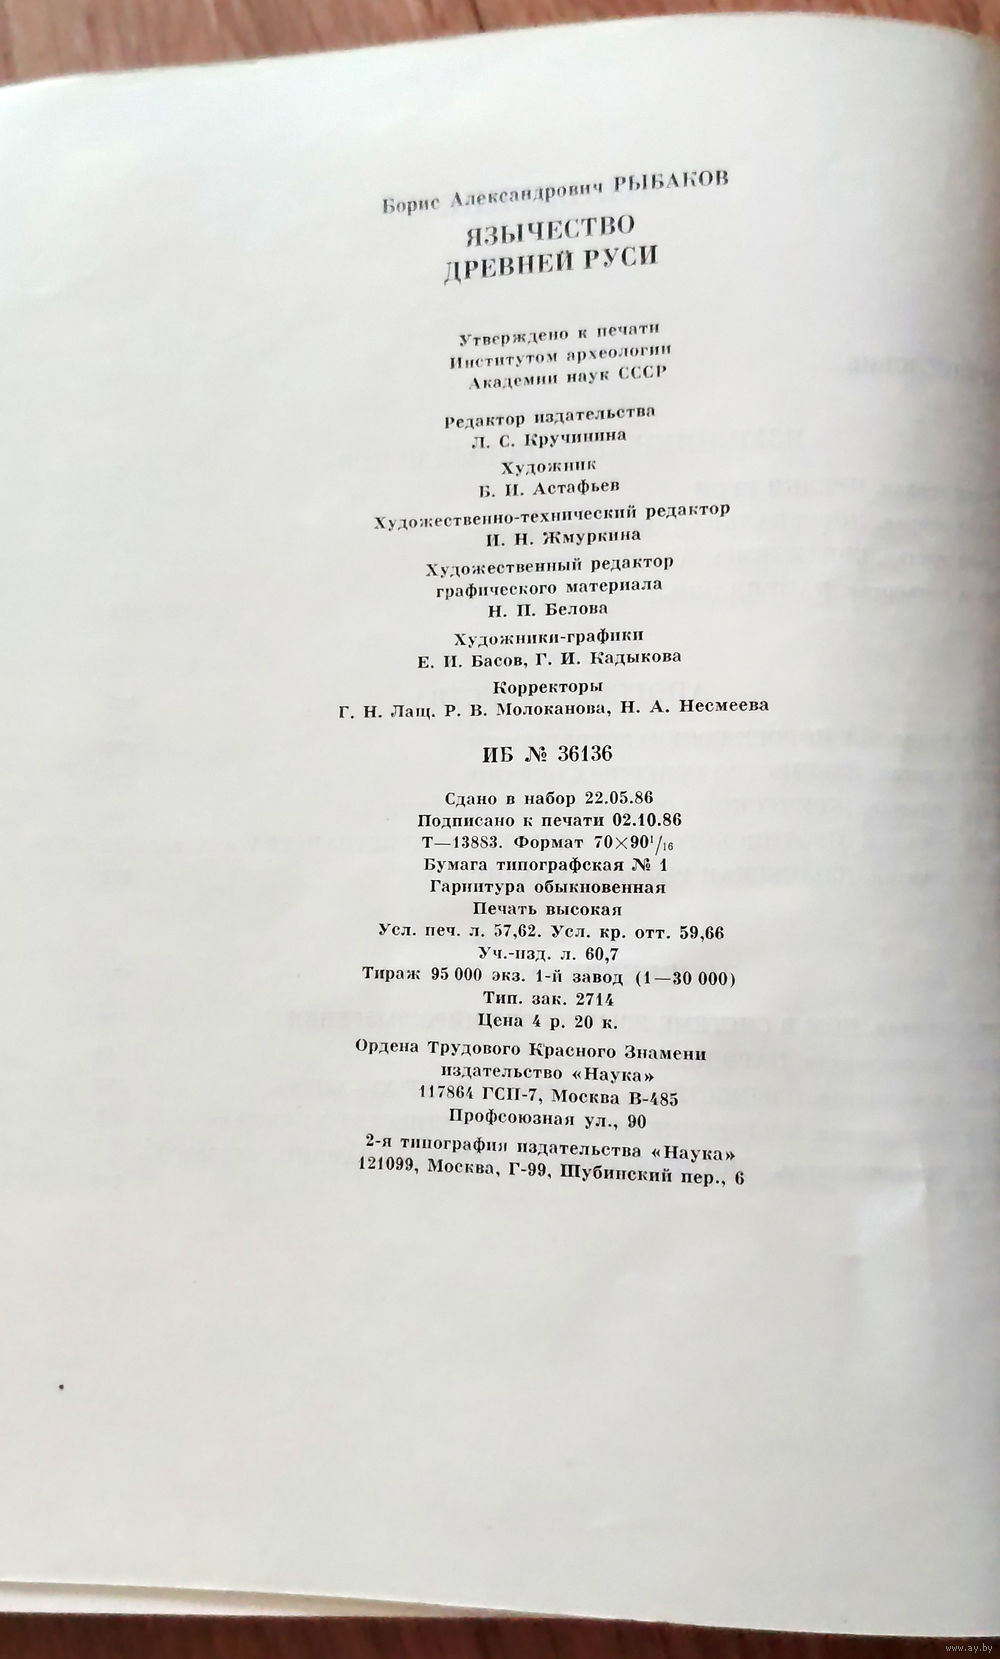 Борис Александрович РЫБАКОВ
ЯЗЫЧЕСТВО
ДРЕВНЕЙ РУСИ
Утверждено к печати
Институтом археологии
Академии наук СССР
Редактор издательства
Л. С. Кручинина
Художник
Б. И. Астафьев
Художественно-технический редактор
И. Н. Жмуркина
Художественный редактор
графического материала
Н. П. Белова
Художники-графики
Е. И. Басов, Г. И. Кадыкова
Корректоры
Г. Н. Лащ. Р. В. Молоканова, Н. А. Несмеева
ИБ № 36136
Сдано в набор 22.05.86
Подписано к печати 02.10.86
Т—13883. Формат 70×90¹/₁₆
Бумага типографская № 1
Гарнитура обыкновенная
Печать высокая
Усл. печ. л. 57,62. Усл. кр. отт. 59,66
Уч.-изд. л. 60,7
Тираж 95 000 экз. 1-й завод (1—30 000)
Тип. зак. 2714
Цена 4 р. 20 к.
Ордена Трудового Красного Знамени
издательство «Наука»
117864 ГСП-7, Москва В-485
Профсоюзная ул., 90
2-я типография издательства «Наука»
121099, Москва, Г-99, Шубинский пер., 6
www.ay.by